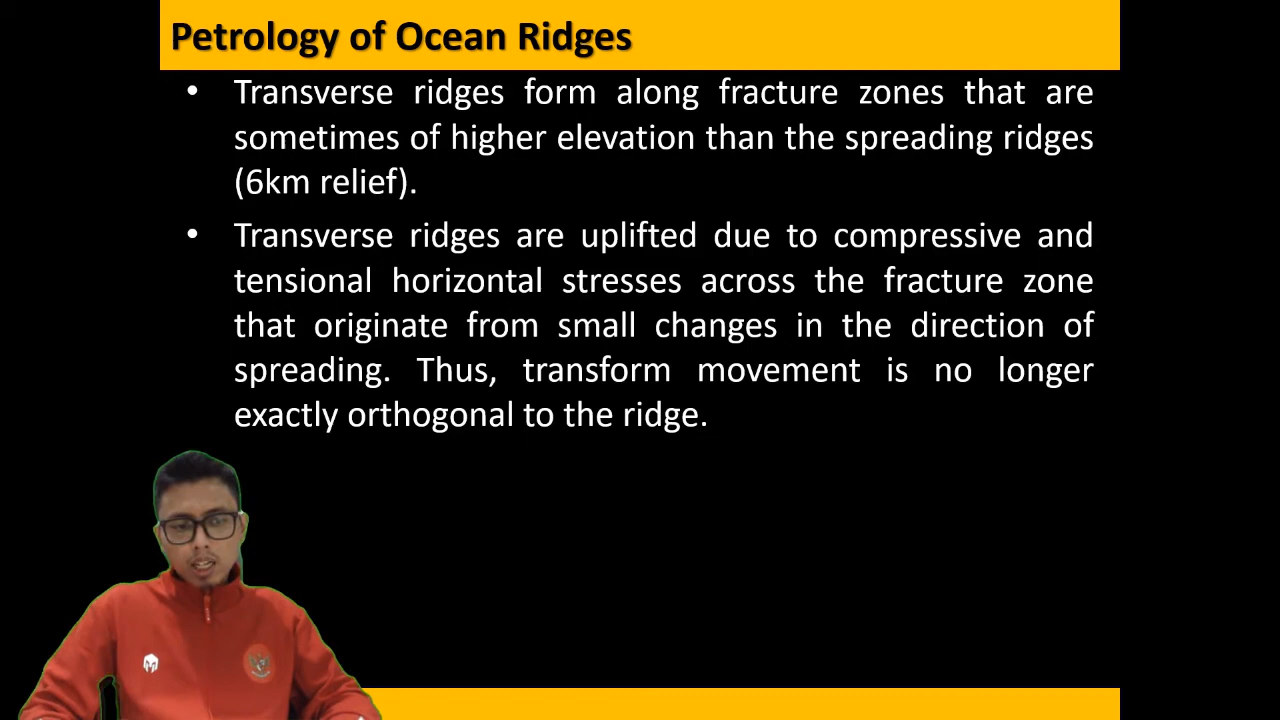 Petrology of Ocean Ridges
• Transverse ridges form along fracture zones that are
sometimes of higher elevation than the spreading ridges
(6km relief).
• Transverse ridges are uplifted due to compressive and
tensional horizontal stresses across the fracture zone
that originate from small changes in the direction of
spreading. Thus, transform movement is no longer
exactly orthogonal to the ridge.